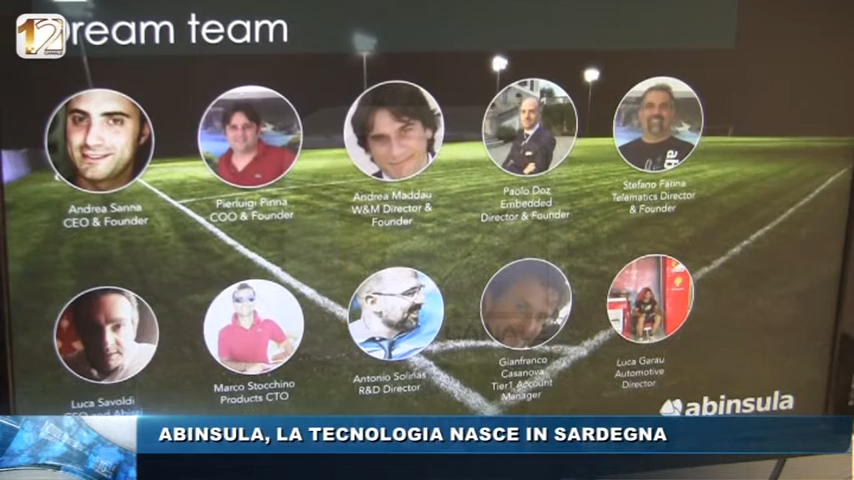 12
CANALE
Dream team
Andrea Sanna
CEO & Founder
Pierluigi Pinna
COO & Founder
Andrea Maddau
W&M Director &
Founder
Paolo Doz
Embedded
Director & Founder
Stefano Farina
Telematics Director
& Founder
Luca Savoldi
Marco Stocchino
Products CTO
Antonio Solinas
R&D Director
Gianfranco
Casanova
Tier1 Account
Manager
Luca Garau
Automotive
Director
abinsula
ABINSULA, LA TECNOLOGIA NASCE IN SARDEGNA